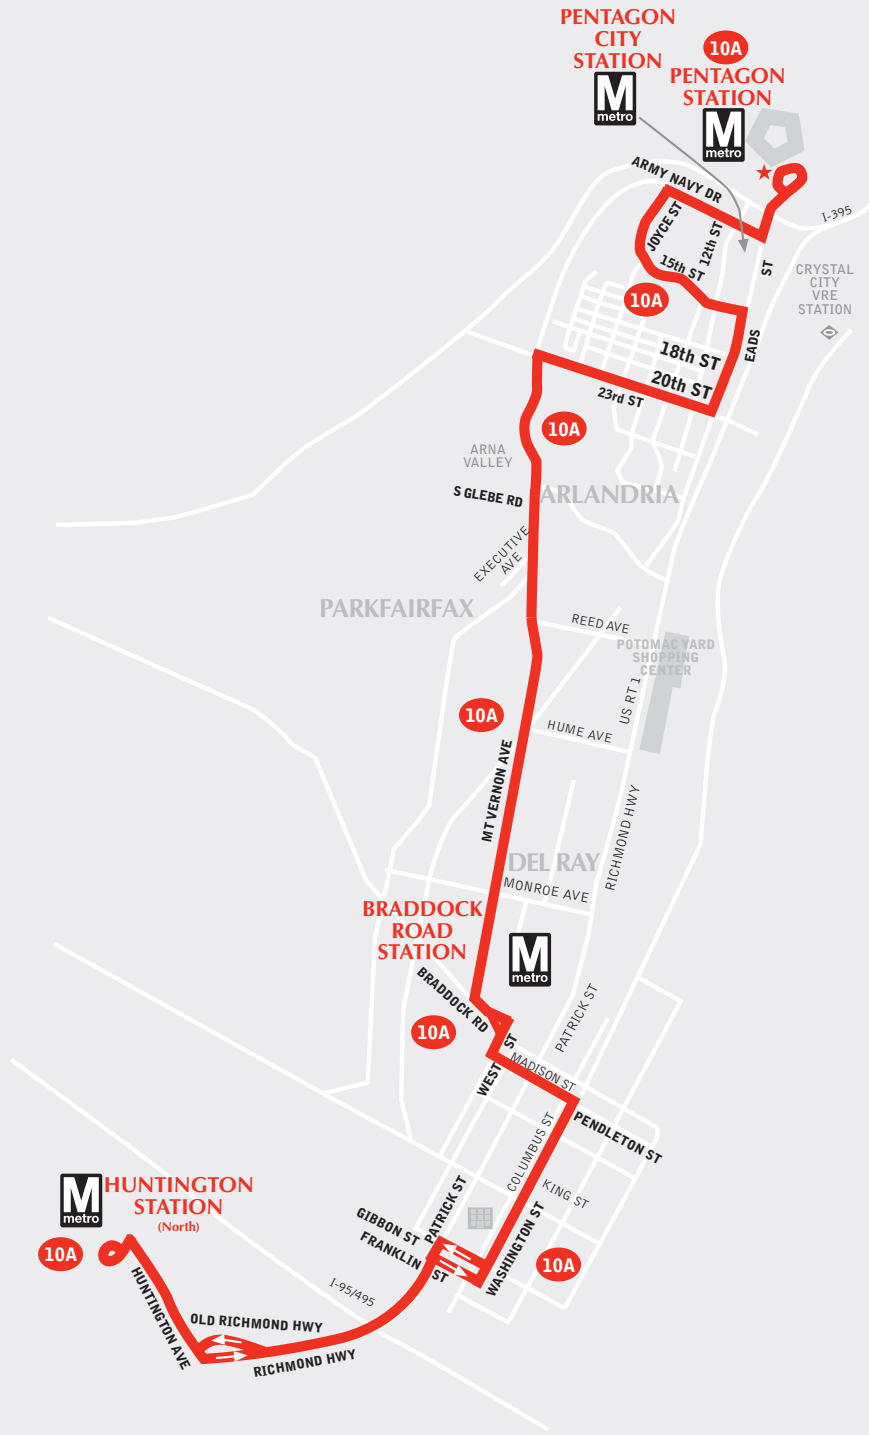 PENTAGON
CITY
STATION
M
metro
10A
PENTAGON
STATION
M
metro
ARMY NAVY DR
I-395
JOYCE ST
12th ST
15th ST
ST
EADS
CRYSTAL
CITY
VRE
STATION
10A
18th ST
20th ST
23rd ST
10A
ARNA
VALLEY
S GLEBE RD
ARLANDRIA
EXECUTIVE
AVE
PARKFAIRFAX
REED AVE
POTOMAC YARD
SHOPPING
CENTER
US RT 1
10A
HUME AVE
MT VERNON AVE
RICHMOND HWY
DEL RAY
MONROE AVE
BRADDOCK
ROAD
STATION
M
metro
BRADDOCK RD
10A
PATRICK ST
WEST ST
MADISON ST
PENDLETON ST
COLUMBUS ST
KING ST
PATRICK ST
GIBBON ST
FRANKLIN ST
WASHINGTON ST
10A
M
metro
HUNTINGTON
STATION
(North)
10A
HUNTINGTON AVE
I-95/495
OLD RICHMOND HWY
RICHMOND HWY